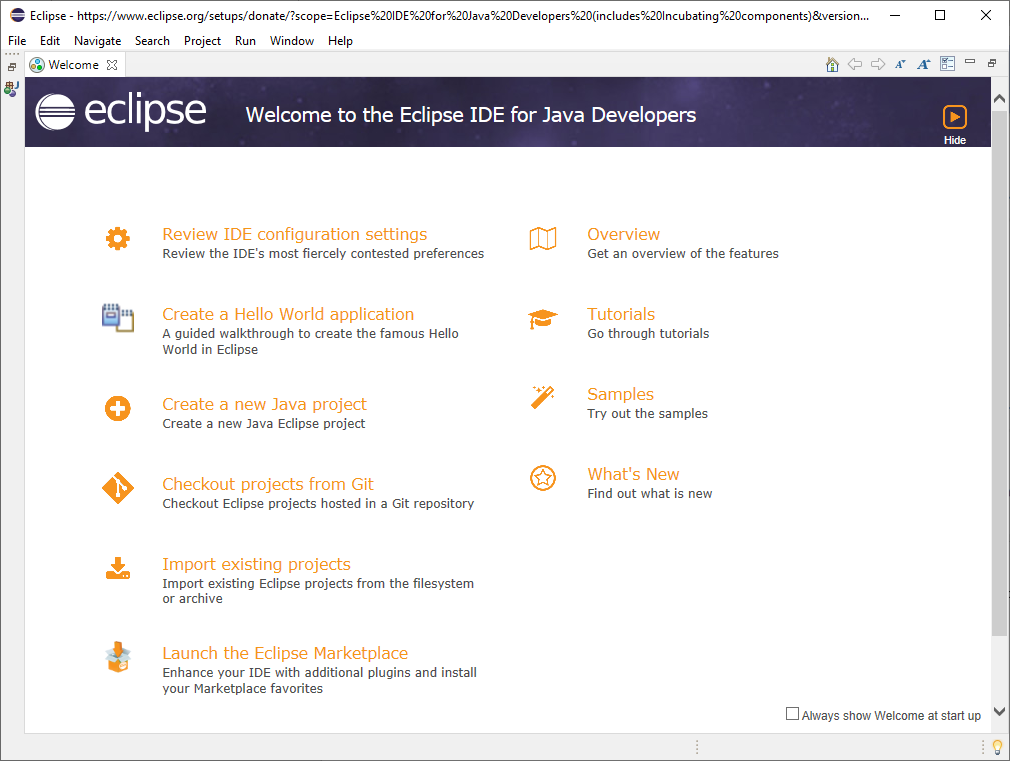 Eclipse - https://www.eclipse.org/setups/donate/?scope=Eclipse%20IDE%20for%20Java%20Developers%20(includes%20Incubating%20components)&version...
File Edit Navigate Search Project Run Window Help
Welcome
eclipse
Welcome to the Eclipse IDE for Java Developers
Hide
Review IDE configuration settings
Review the IDE's most fiercely contested preferences
Create a Hello World application
A guided walkthrough to create the famous Hello
World in Eclipse
Create a new Java project
Create a new Java Eclipse project
Checkout projects from Git
Checkout Eclipse projects hosted in a Git repository
Import existing projects
Import existing Eclipse projects from the filesystem
or archive
Launch the Eclipse Marketplace
Enhance your IDE with additional plugins and install
your Marketplace favorites
Overview
Get an overview of the features
Tutorials
Go through tutorials
Samples
Try out the samples
What's New
Find out what is new
Always show Welcome at start up